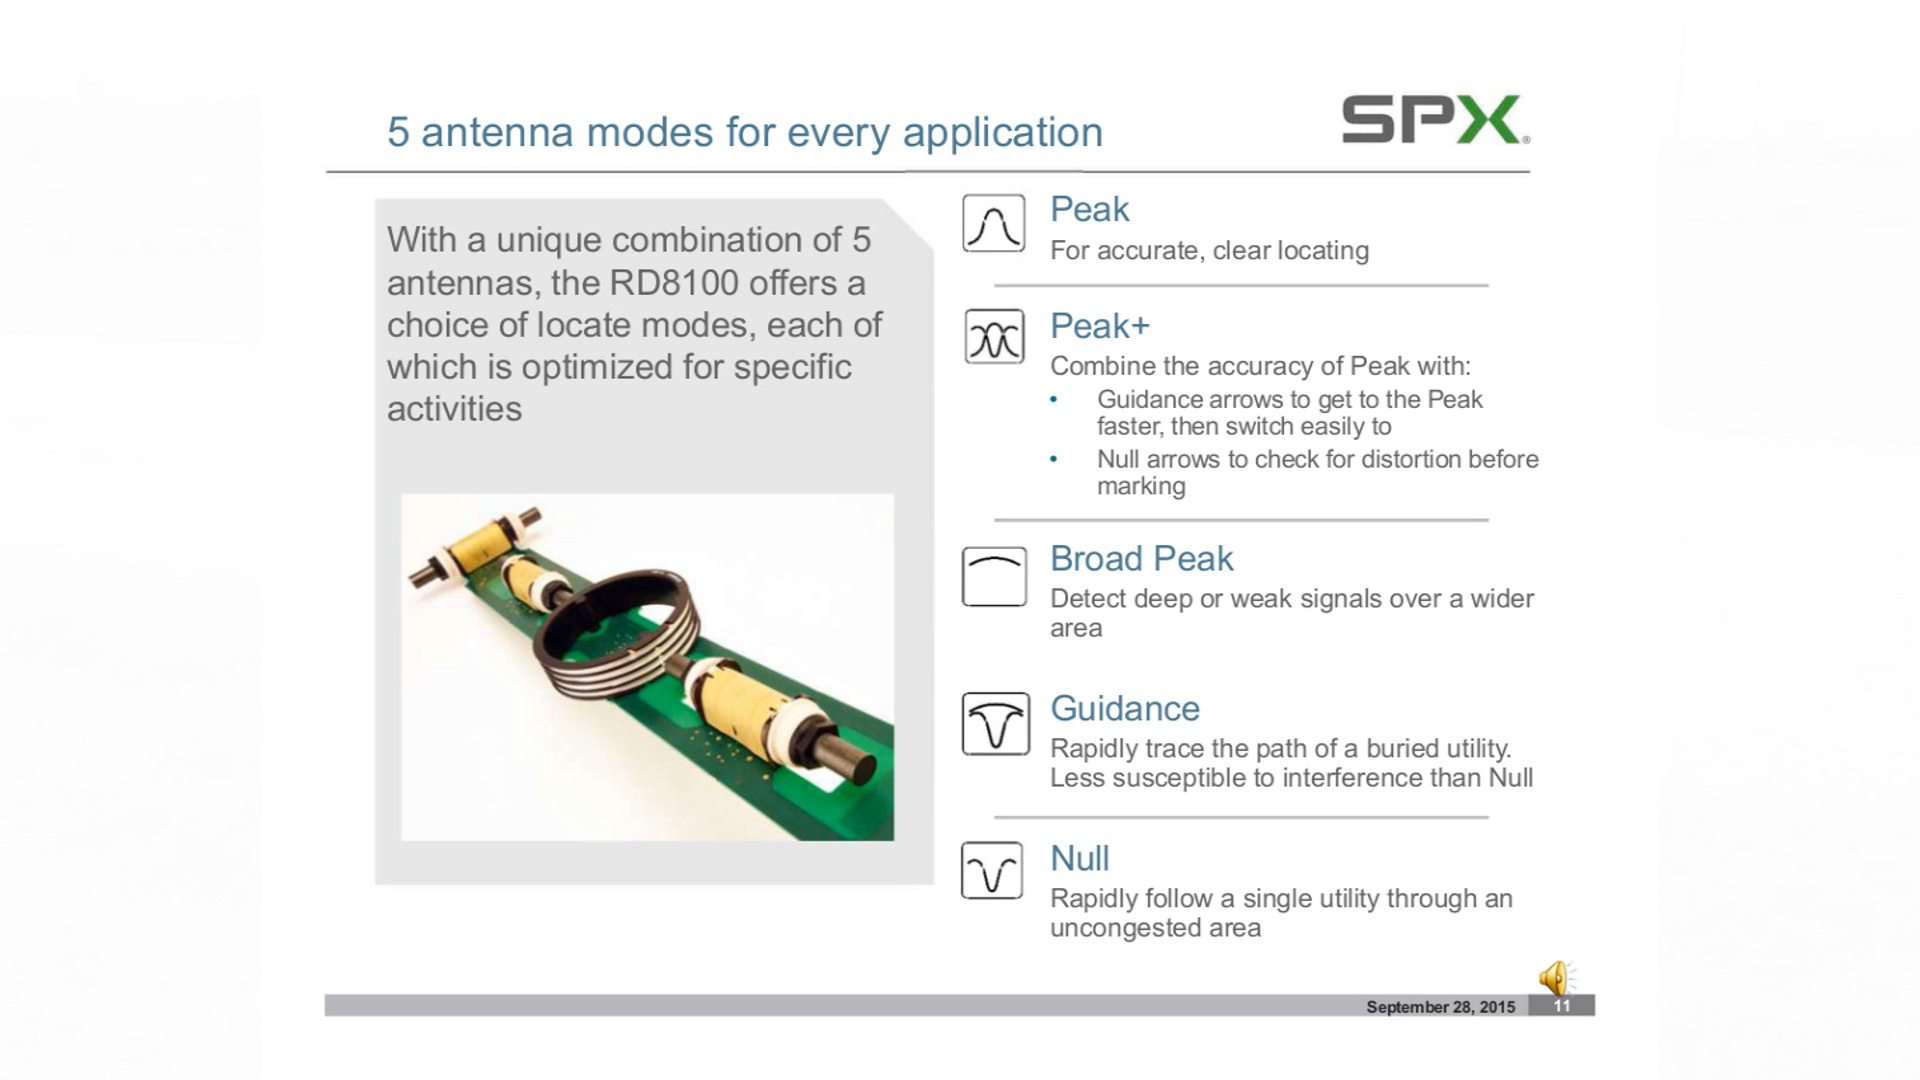 5 antenna modes for every application
SPX®
With a unique combination of 5
antennas, the RD8100 offers a
choice of locate modes, each of
which is optimized for specific
activities
Peak
For accurate, clear locating
Peak+
Combine the accuracy of Peak with:
• Guidance arrows to get to the Peak
faster, then switch easily to
• Null arrows to check for distortion before
marking
Broad Peak
Detect deep or weak signals over a wider
area
Guidance
Rapidly trace the path of a buried utility.
Less susceptible to interference than Null
Null
Rapidly follow a single utility through an
uncongested area
September 28, 2015
11